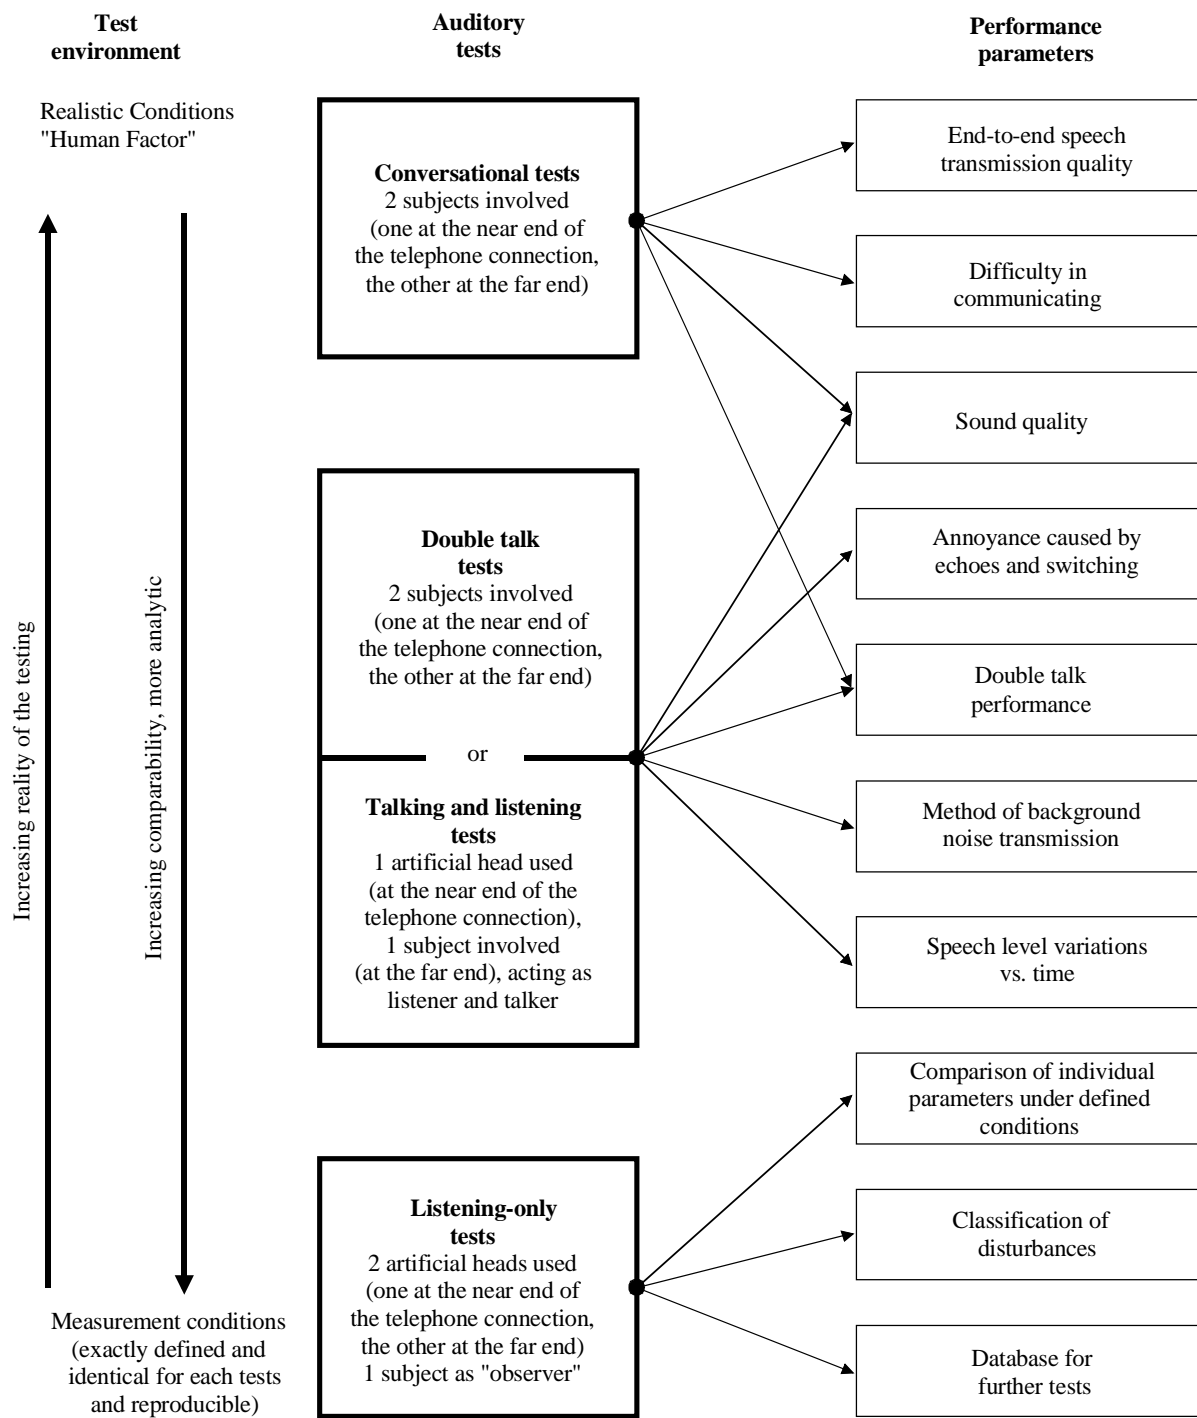 Test
environment
Auditory
tests
Performance
parameters
Realistic Conditions
"Human Factor"
Increasing reality of the testing
Increasing comparability, more analytic
Measurement conditions
(exactly defined and
identical for each tests
and reproducible)
Conversational tests
2 subjects involved
(one at the near end of
the telephone connection,
the other at the far end)
Double talk
tests
2 subjects involved
(one at the near end of
the telephone connection,
the other at the far end)
or
Talking and listening
tests
1 artificial head used
(at the near end of the
telephone connection),
1 subject involved
(at the far end), acting as
listener and talker
Listening-only
tests
2 artificial heads used
(one at the near end of
the telephone connection,
the other at the far end)
1 subject as "observer"
End-to-end speech
transmission quality
Difficulty in
communicating
Sound quality
Annoyance caused by
echoes and switching
Double talk
performance
Method of background
noise transmission
Speech level variations
vs. time
Comparison of individual
parameters under defined
conditions
Classification of
disturbances
Database for
further tests